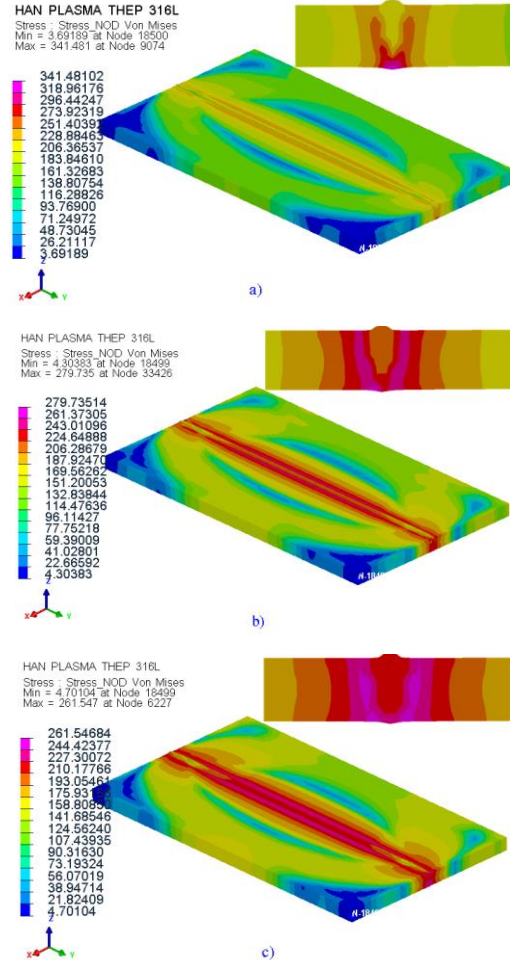 HAN PLASMA THEP 316L
Stress : Stress_NOD Von Mises
Min = 3.69189 at Node 18500
Max = 341.481 at Node 9074
341.48102
318.96176
296.44247
273.92319
251.40391
228.88463
206.36537
183.84610
161.32683
138.80754
116.28826
93.76900
71.24972
48.73045
26.21117
3.69189
Z
X Y
a)
HAN PLASMA THEP 316L
Stress : Stress_NOD Von Mises
Min = 4.30383 at Node 18499
Max = 279.735 at Node 33426
279.73514
261.37305
243.01096
224.64888
206.28679
187.92470
169.56262
151.20053
132.83844
114.47636
96.11427
77.75218
59.39009
41.02801
22.66592
4.30383
Z
X Y
b)
HAN PLASMA THEP 316L
Stress : Stress_NOD Von Mises
Min = 4.70104 at Node 18499
Max = 261.547 at Node 6227
261.54684
244.42377
227.30072
210.17766
193.05461
175.93155
158.80850
141.68546
124.56240
107.43935
90.31630
73.19324
56.07019
38.94714
21.82409
4.70104
Z
X Y
c)